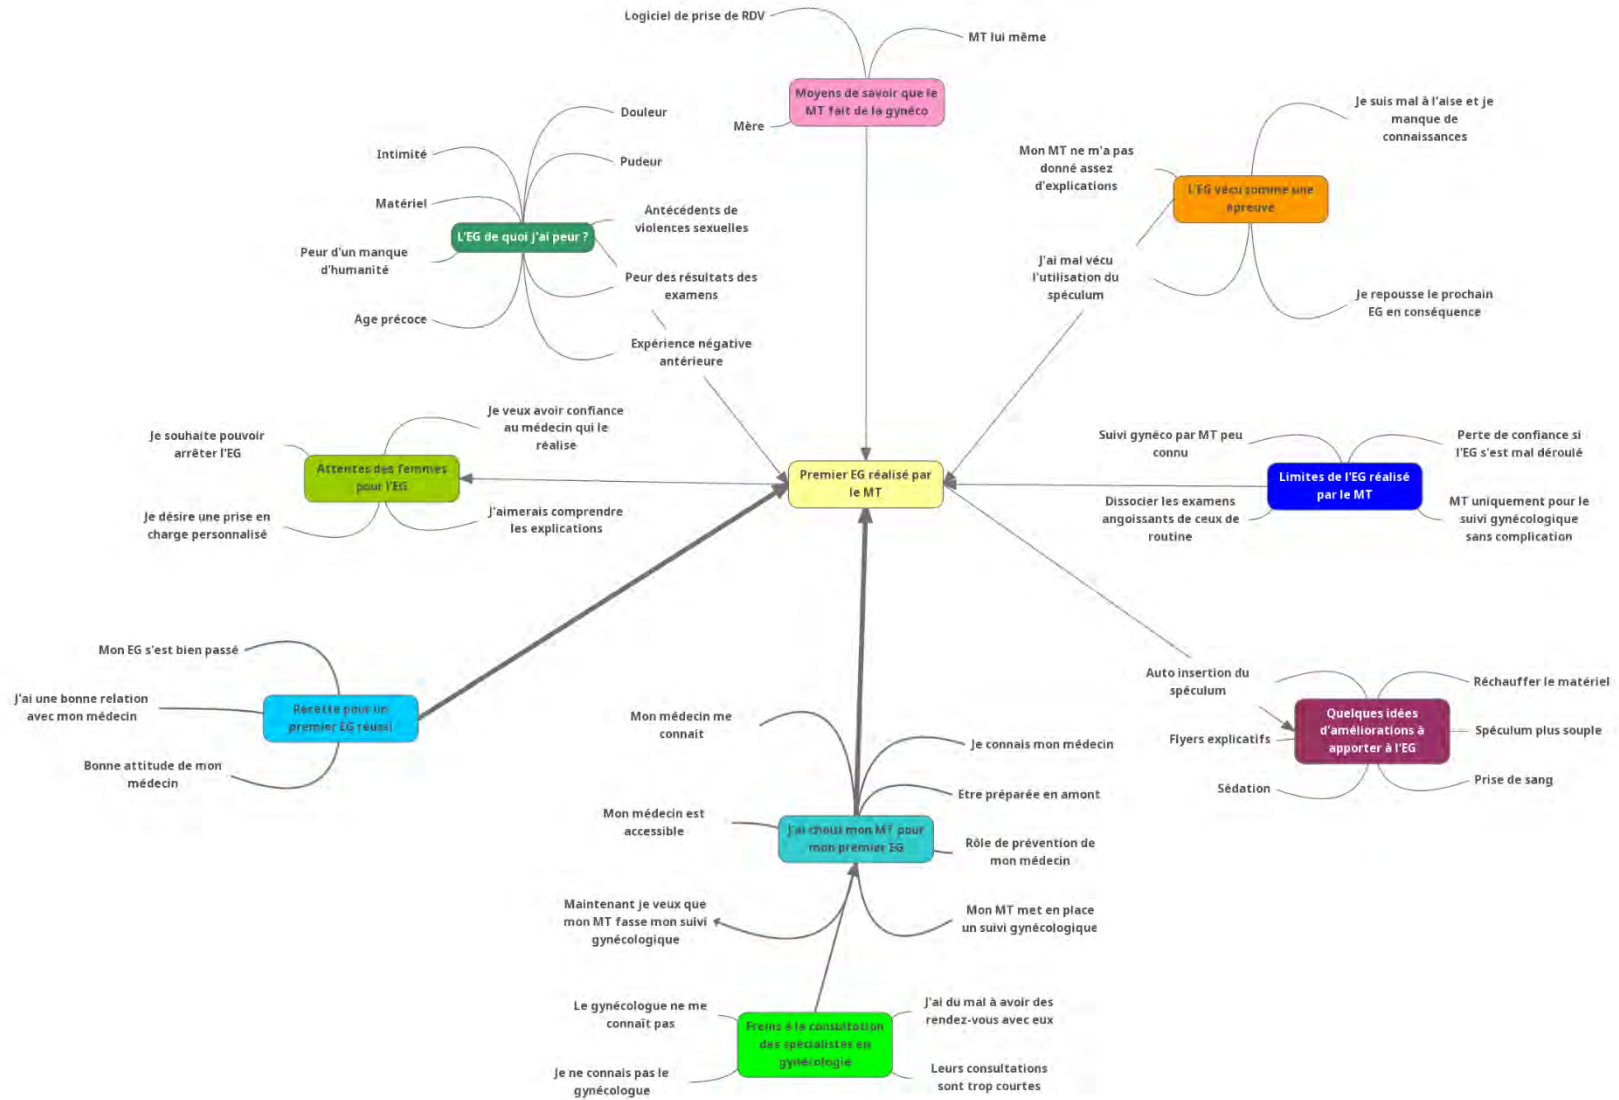 Logiciel de prise de RDV
MT lui même
Moyens de savoir que le
MT fait de la gynéco
Mère
Douleur
Intimité
Pudeur
Matériel
Antécédents de
violences sexuelles
L'EG de quoi j'ai peur ?
Peur d'un manque
d'humanité
Peur des résultats des
examens
Age précoce
Expérience négative
antérieure
Je suis mal à l'aise et je
manque de
connaissances
Mon MT ne m'a pas
donné assez
d'explications
L'EG vécu comme une
épreuve
J'ai mal vécu
l'utilisation du
spéculum
Je repousse le prochain
EG en conséquence
Je veux avoir confiance
au médecin qui le
réalise
Je souhaite pouvoir
arrêter l'EG
Attentes des femmes
pour l'EG
Je désire une prise en
charge personnalisé
J'aimerais comprendre
les explications
Premier EG réalisé par
le MT
Suivi gynéco par MT peu
connu
Perte de confiance si
l'EG s'est mal déroulé
Limites de l'EG réalisé
par le MT
Dissocier les examens
angoissants de ceux de
routine
MT uniquement pour le
suivi gynécologique
sans complication
Mon EG s'est bien passé
J'ai une bonne relation
avec mon médecin
Recette pour un
premier EG réussi
Bonne attitude de mon
médecin
Auto insertion du
spéculum
Réchauffer le matériel
Quelques idées
d'améliorations à
apporter à l'EG
Flyers explicatifs
Spéculum plus souple
Sédation
Prise de sang
Mon médecin me
connait
Je connais mon médecin
Etre préparée en amont
Mon médecin est
accessible
J'ai choisi mon MT pour
mon premier EG
Rôle de prévention de
mon médecin
Maintenant je veux que
mon MT fasse mon suivi
gynécologique
Mon MT met en place
un suivi gynécologique
Le gynécologue ne me
connaît pas
J'ai du mal à avoir des
rendez-vous avec eux
Freins à la consultation
des spécialistes en
gynécologie
Je ne connais pas le
gynécologue
Leurs consultations
sont trop courtes